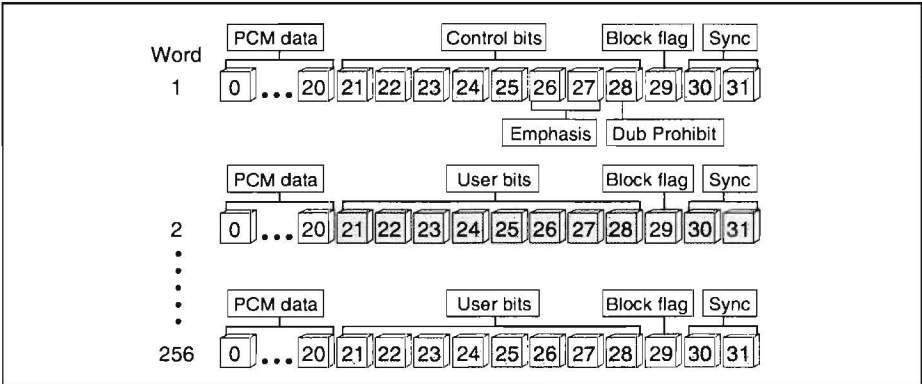 PCM data Control bits Block flag Sync
Word
1 0 ... 20 21 22 23 24 25 26 27 28 29 30 31
Emphasis Dub Prohibit
PCM data User bits Block flag Sync
2 0 ... 20 21 22 23 24 25 26 27 28 29 30 31
PCM data User bits Block flag Sync
256 0 ... 20 21 22 23 24 25 26 27 28 29 30 31